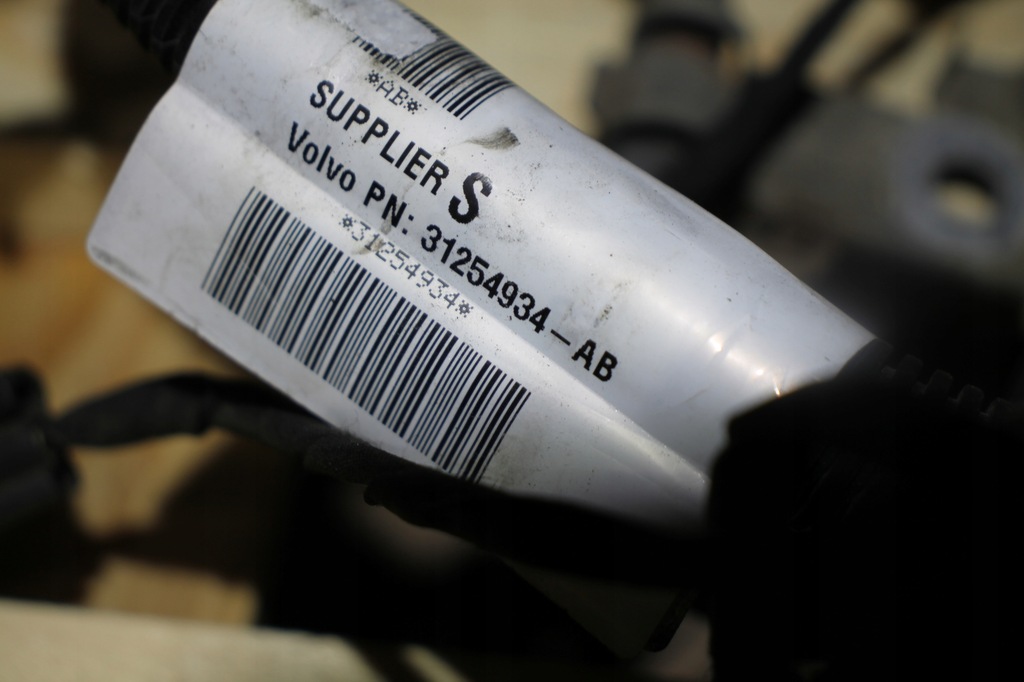 *AB*
SUPPLIER S
Volvo PN: 31254934-AB
*31254934*